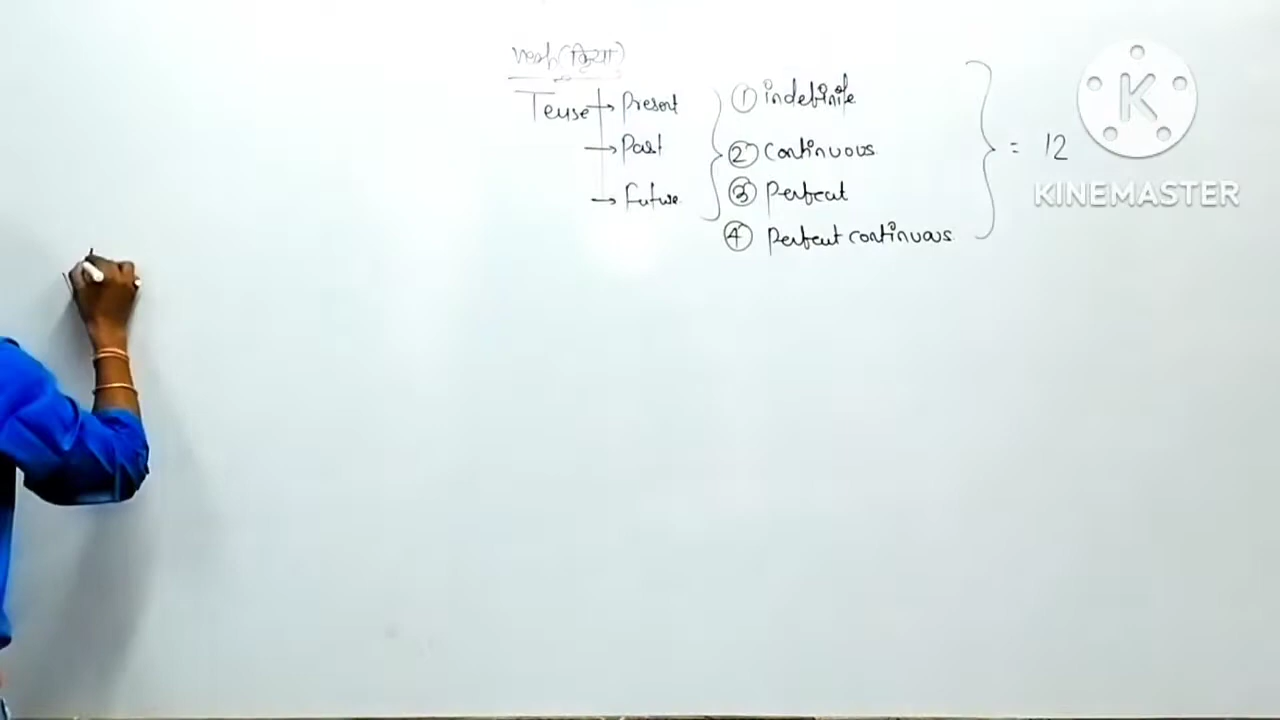 Verb (क्रिया)
Tense → Present ① indefinite
→ Past ② Continuous = 12
→ Future ③ Perfect
④ Perfect continuous
K
KINEMASTER